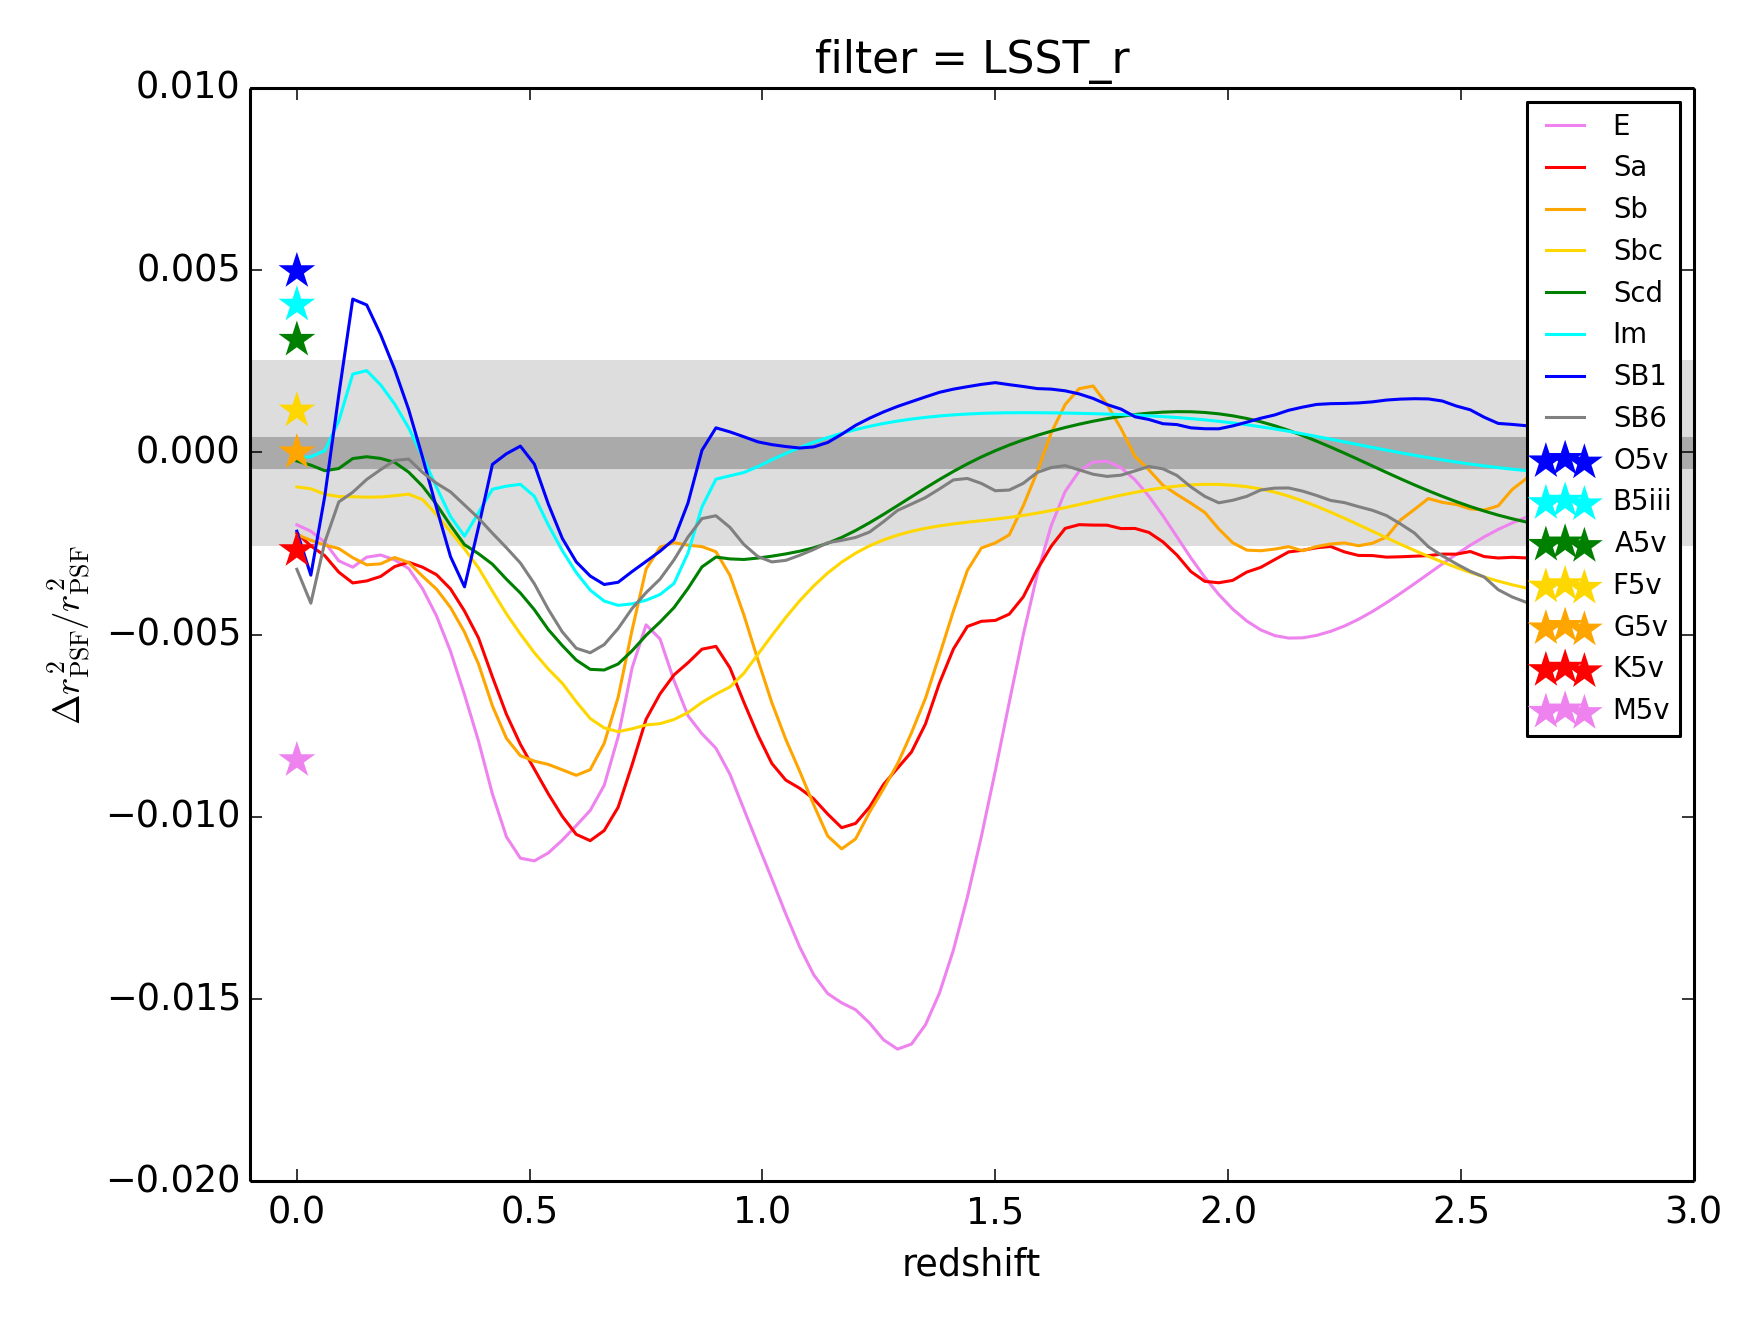 filter = LSST_r
0.010
0.005
0.000
−0.005
−0.010
−0.015
−0.020
Δr²PSF/r²PSF
0.0 0.5 1.0 1.5 2.0 2.5 3.0
redshift
E
Sa
Sb
Sbc
Scd
Im
SB1
SB6
O5v
B5iii
A5v
F5v
G5v
K5v
M5v